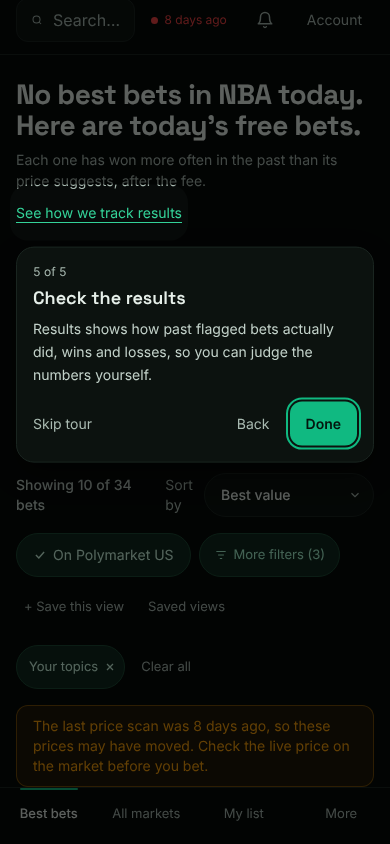 Search...
8 days ago
Account
No best bets in NBA today.
Here are today's free bets.
Each one has won more often in the past than its
price suggests, after the fee.
See how we track results
5 of 5
Check the results
Results shows how past flagged bets actually
did, wins and losses, so you can judge the
numbers yourself.
Skip tour
Back
Done
Showing 10 of 34
bets
Sort
by
Best value
On Polymarket US
More filters (3)
+ Save this view
Saved views
Your topics ×
Clear all
The last price scan was 8 days ago, so these
prices may have moved. Check the live price on
the market before you bet.
Best bets
All markets
My list
More